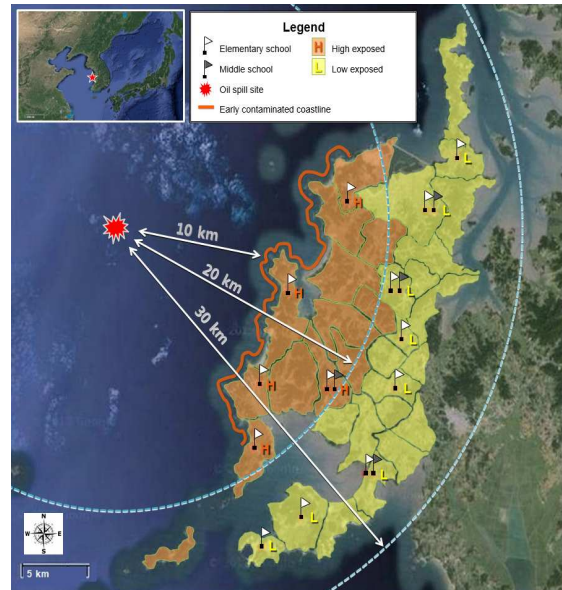 Legend
Elementary school
Middle school
Oil spill site
Early contaminated coastline
H High exposed
L Low exposed
10 km
20 km
30 km
L
L
H
L
H
L
H
H
L
H
L
L
L
N
W E
S
5 km